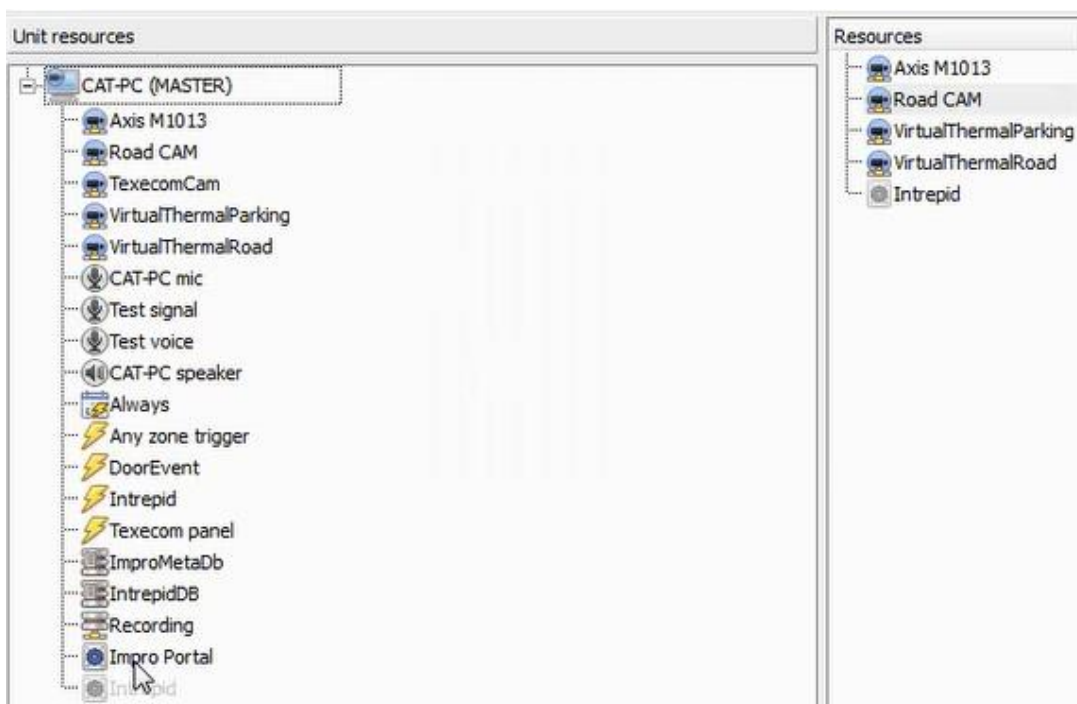 Unit resources
CAT-PC (MASTER)
Axis M1013
Road CAM
TexecomCam
VirtualThermalParking
VirtualThermalRoad
CAT-PC mic
Test signal
Test voice
CAT-PC speaker
Always
Any zone trigger
DoorEvent
Intrepid
Texecom panel
ImproMetaDb
IntrepidDB
Recording
Impro Portal
Intrepid
Resources
Axis M1013
Road CAM
VirtualThermalParking
VirtualThermalRoad
Intrepid